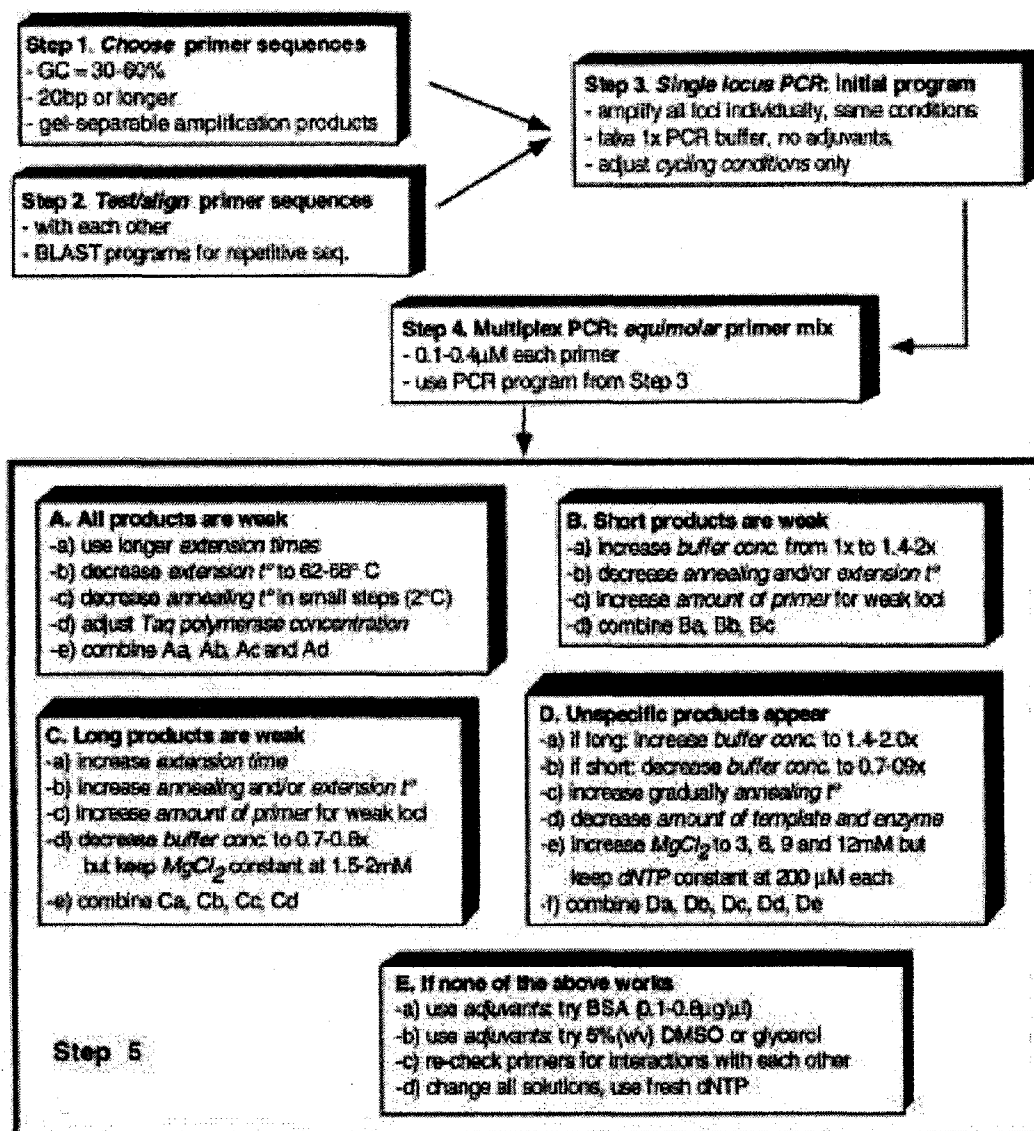 Step 1. Choose primer sequences
- GC = 30-60%
- 20bp or longer
- gel-separable amplification products
Step 2. Test/align primer sequences
- with each other
- BLAST programs for repetitive seq.
Step 3. Single locus PCR: initial program
- amplify all loci individually, same conditions
- take 1x PCR buffer, no adjuvants,
- adjust cycling conditions only
Step 4. Multiplex PCR: equimolar primer mix
- 0.1-0.4µM each primer
- use PCR program from Step 3
A. All products are weak
-a) use longer extension times
-b) decrease extension t° to 62-68° C
-c) decrease annealing t° in small steps (2°C)
-d) adjust Taq polymerase concentration
-e) combine Aa, Ab, Ac and Ad
B. Short products are weak
-a) increase buffer conc. from 1x to 1.4-2x
-b) decrease annealing and/or extension t°
-c) increase amount of primer for weak loci
-d) combine Ba, Bb, Bc
C. Long products are weak
-a) increase extension time
-b) increase annealing and/or extension t°
-c) increase amount of primer for weak loci
-d) decrease buffer conc. to 0.7-0.8x
but keep MgCl2 constant at 1.5-2mM
-e) combine Ca, Cb, Cc, Cd
D. Unspecific products appear
-a) if long: increase buffer conc. to 1.4-2.0x
-b) if short: decrease buffer conc. to 0.7-09x
-c) increase gradually annealing t°
-d) decrease amount of template and enzyme
-e) increase MgCl2 to 3, 6, 9 and 12mM but
keep dNTP constant at 200 µM each
-f) combine Da, Db, Dc, Dd, De
E. If none of the above works
-a) use adjuvants: try BSA (0.1-0.8µg/µl)
-b) use adjuvants: try 5% (v/v) DMSO or glycerol
-c) re-check primers for interactions with each other
-d) change all solutions, use fresh dNTP
Step 5